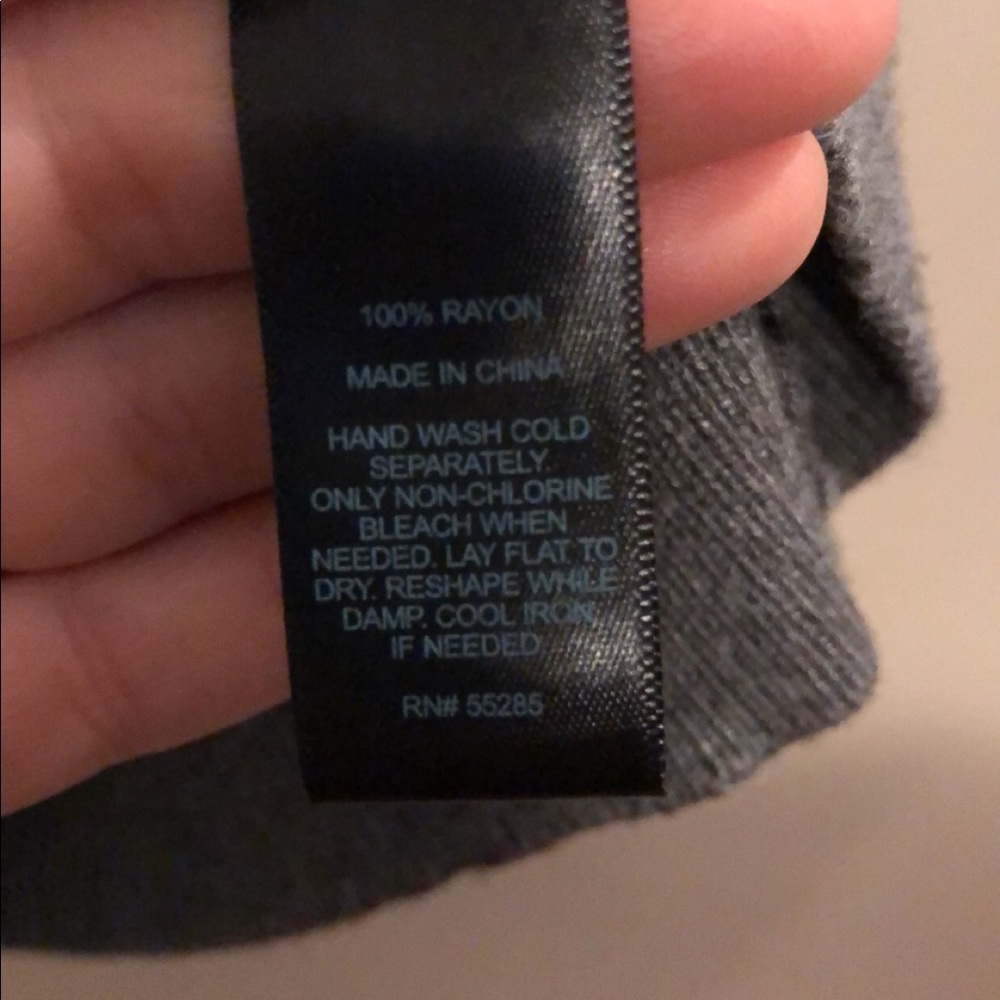 100% RAYON
MADE IN CHINA
HAND WASH COLD
SEPARATELY.
ONLY NON-CHLORINE
BLEACH WHEN
NEEDED. LAY FLAT TO
DRY. RESHAPE WHILE
DAMP. COOL IRON
IF NEEDED
RN# 55285